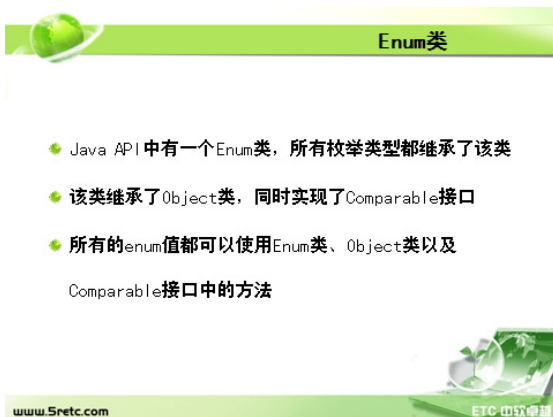 Enum类
Java API中有一个Enum类，所有枚举类型都继承了该类
该类继承了Object类，同时实现了Comparable接口
所有的enum值都可以使用Enum类、Object类以及
Comparable接口中的方法
www.5retc.com
ETC 中软卓越